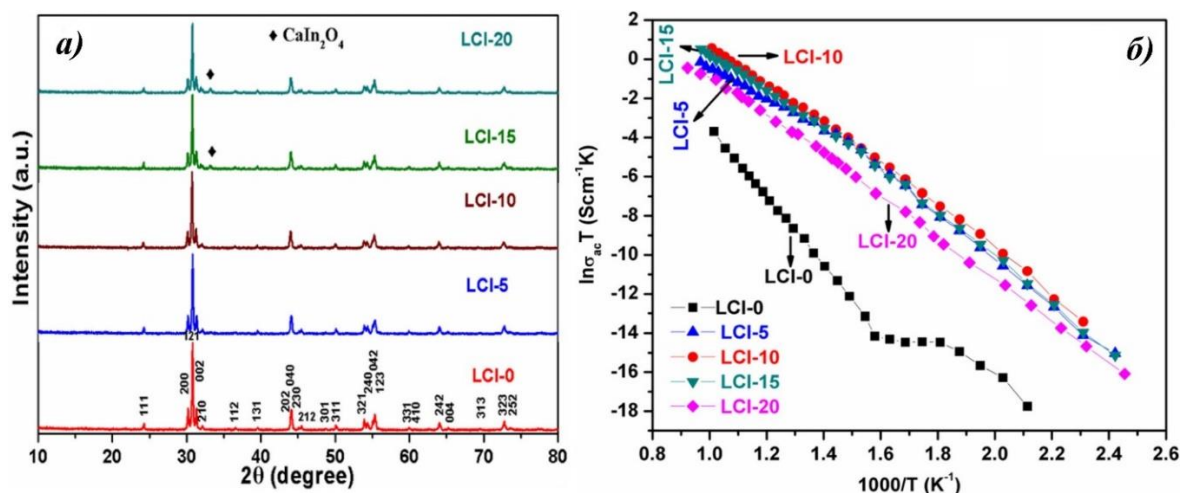 а)
♦ CaIn₂O₄
LCI-20
LCI-15
LCI-10
LCI-5
LCI-0
111
200
121
002
210
112
131
202
040
230
212
301
311
321
240
042
123
331
410
242
004
313
323
252
10 20 30 40 50 60 70 80
2θ (degree)
Intensity (a.u.)
б)
LCI-15
LCI-10
LCI-5
LCI-20
LCI-0
LCI-0
LCI-5
LCI-10
LCI-15
LCI-20
2
0
-2
-4
-6
-8
-10
-12
-14
-16
-18
0.8 1.0 1.2 1.4 1.6 1.8 2.0 2.2 2.4 2.6
1000/T (K⁻¹)
lnσacT (Scm⁻¹K)